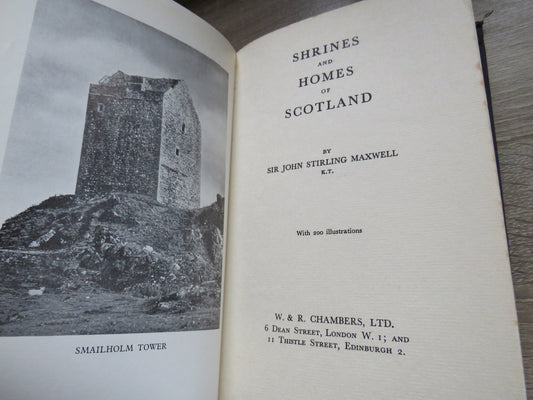 SMAILHOLM TOWER
SHRINES
AND
HOMES
OF
SCOTLAND
BY
SIR JOHN STIRLING MAXWELL
K.T.
With 200 illustrations
W. & R. CHAMBERS, LTD.
6 DEAN STREET, LONDON W. 1; AND
11 THISTLE STREET, EDINBURGH 2.